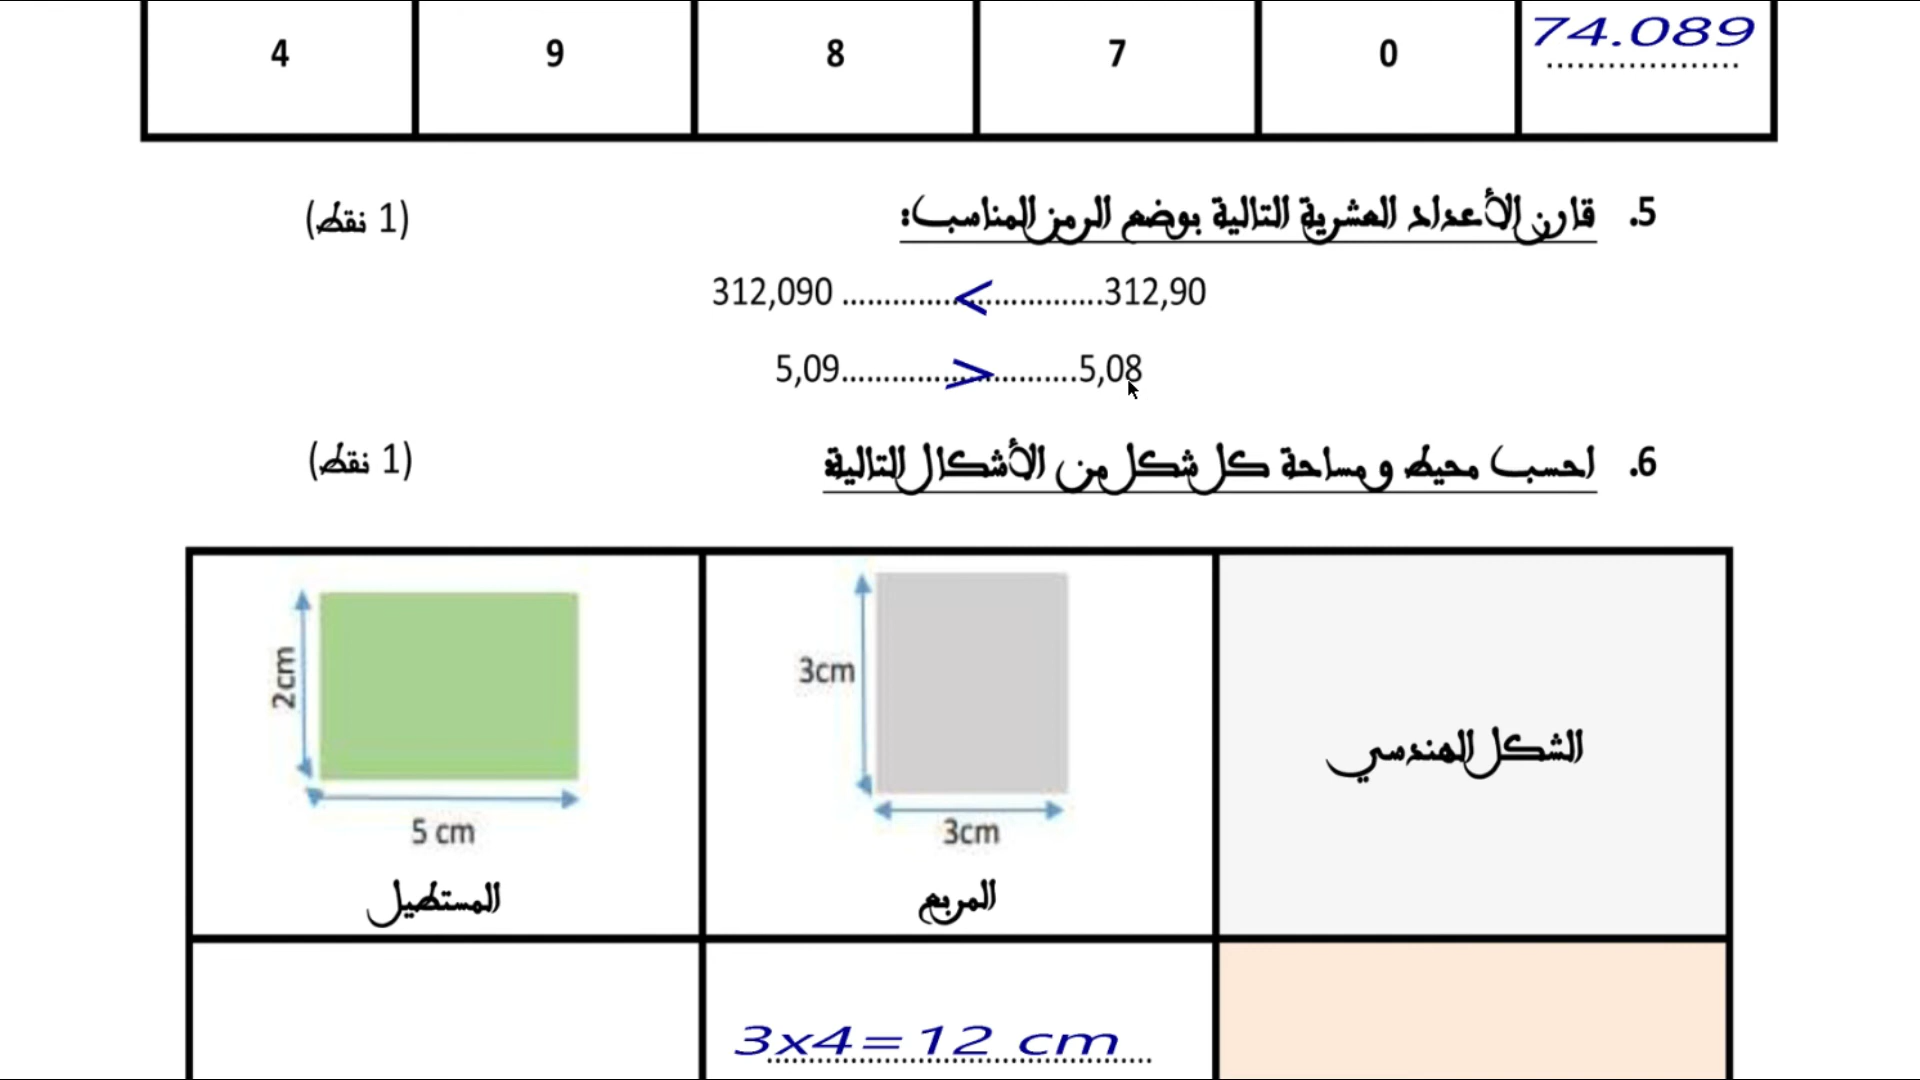 74.089 0 7 8 9 4
5. قارن الأعداد العشرية التالية بوضع الرمز المناسب: (1 نقط)
312,090 ..............<..............312,90
5,09............>............5,08
6. احسب محيط و مساحة كل شكل من الأشكال التالية: (1 نقط)
الشكل الهندسي
3cm
3cm
المربع
2cm
5 cm
المستطيل
3x4=12 cm